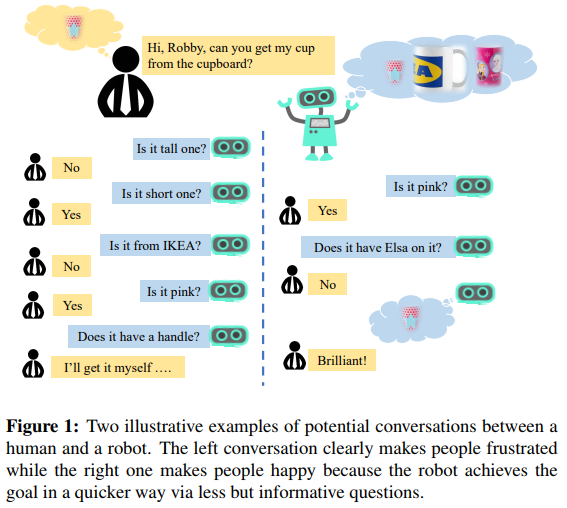 Hi, Robby, can you get my cup
from the cupboard?
A
Is it tall one?
No
Is it short one?
Yes
Is it from IKEA?
No
Is it pink?
Yes
Does it have a handle?
I'll get it myself ….
Is it pink?
Yes
Does it have Elsa on it?
No
Brilliant!
Figure 1: Two illustrative examples of potential conversations between a
human and a robot. The left conversation clearly makes people frustrated
while the right one makes people happy because the robot achieves the
goal in a quicker way via less but informative questions.